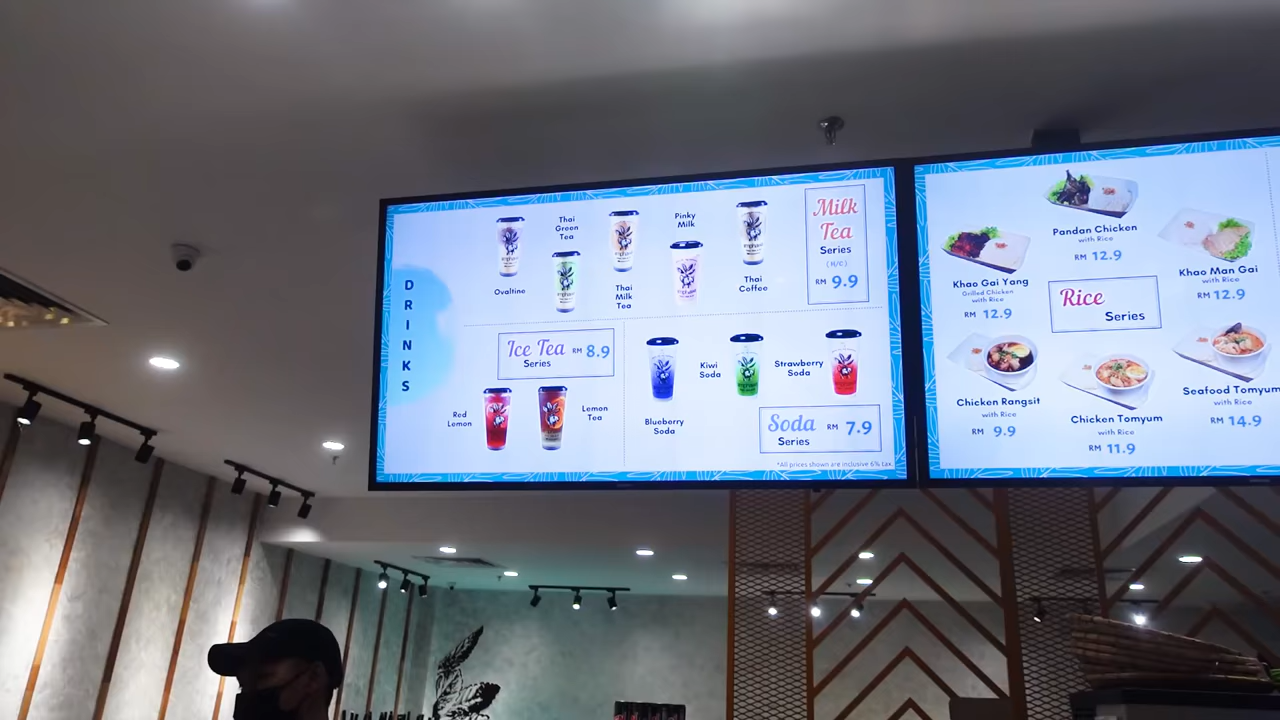 DRINKS
Ovaltine
Thai
Green
Tea
Thai
Milk
Tea
Pinky
Milk
Thai
Coffee
Milk
Tea
Series
(H/C)
RM 9.9
Ice Tea RM 8.9
Series
Red
Lemon
Lemon
Tea
Blueberry
Soda
Kiwi
Soda
Strawberry
Soda
Soda RM 7.9
Series
*All prices shown are inclusive 6% tax.
Pandan Chicken
with Rice
RM 12.9
Khao Gai Yang
Grilled Chicken
with Rice
RM 12.9
Khao Man Gai
with Rice
RM 12.9
Rice
Series
Chicken Rangsit
with Rice
RM 9.9
Chicken Tomyum
with Rice
RM 11.9
Seafood Tomyum
with Rice
RM 14.9